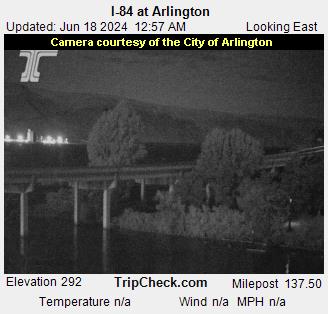 I-84 at Arlington
Updated: Jun 18 2024 12:57 AM Looking East
Camera courtesy of the City of Arlington
Elevation 292 TripCheck.com Milepost 137.50
Temperature n/a Wind n/a MPH n/a